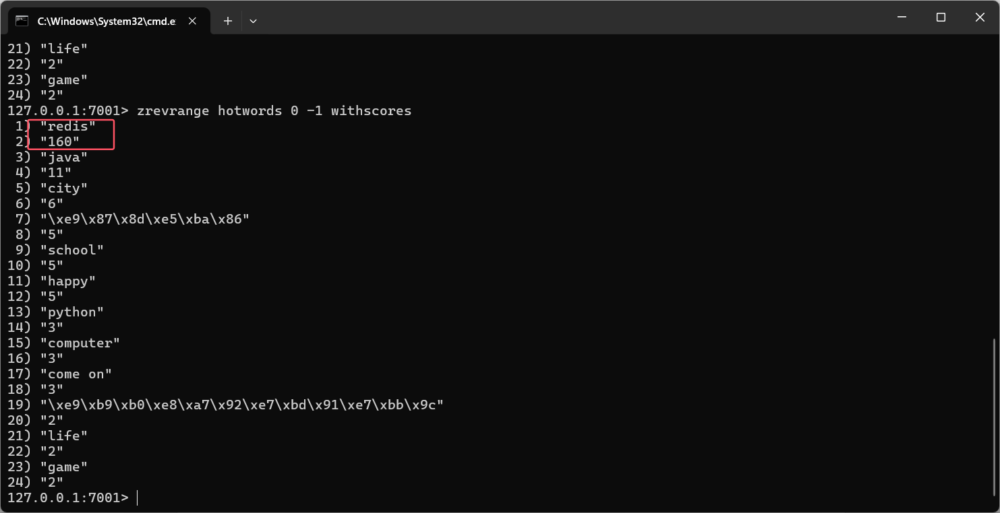 C:\Windows\System32\cmd.e
21) "life"
22) "2"
23) "game"
24) "2"
127.0.0.1:7001> zrevrange hotwords 0 -1 withscores
1) "redis"
2) "160"
3) "java"
4) "11"
5) "city"
6) "6"
7) "\xe9\x87\x8d\xe5\xba\x86"
8) "5"
9) "school"
10) "5"
11) "happy"
12) "5"
13) "python"
14) "3"
15) "computer"
16) "3"
17) "come on"
18) "3"
19) "\xe9\xb9\xb0\xe8\xa7\x92\xe7\xbd\x91\xe7\xbb\x9c"
20) "2"
21) "life"
22) "2"
23) "game"
24) "2"
127.0.0.1:7001>